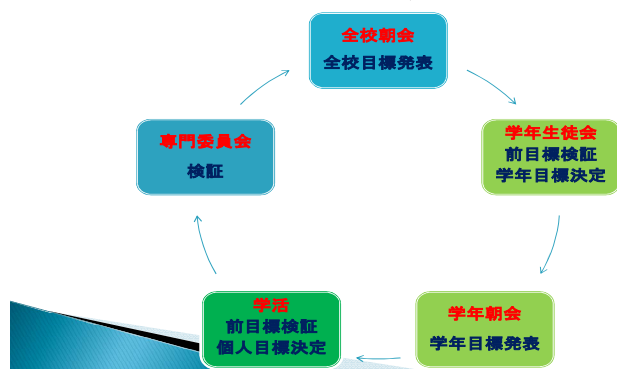 全校朝会
全校目標発表
学年生徒会
前目標検証
学年目標決定
学年朝会
学年目標発表
学活
前目標検証
個人目標決定
専門委員会
検証